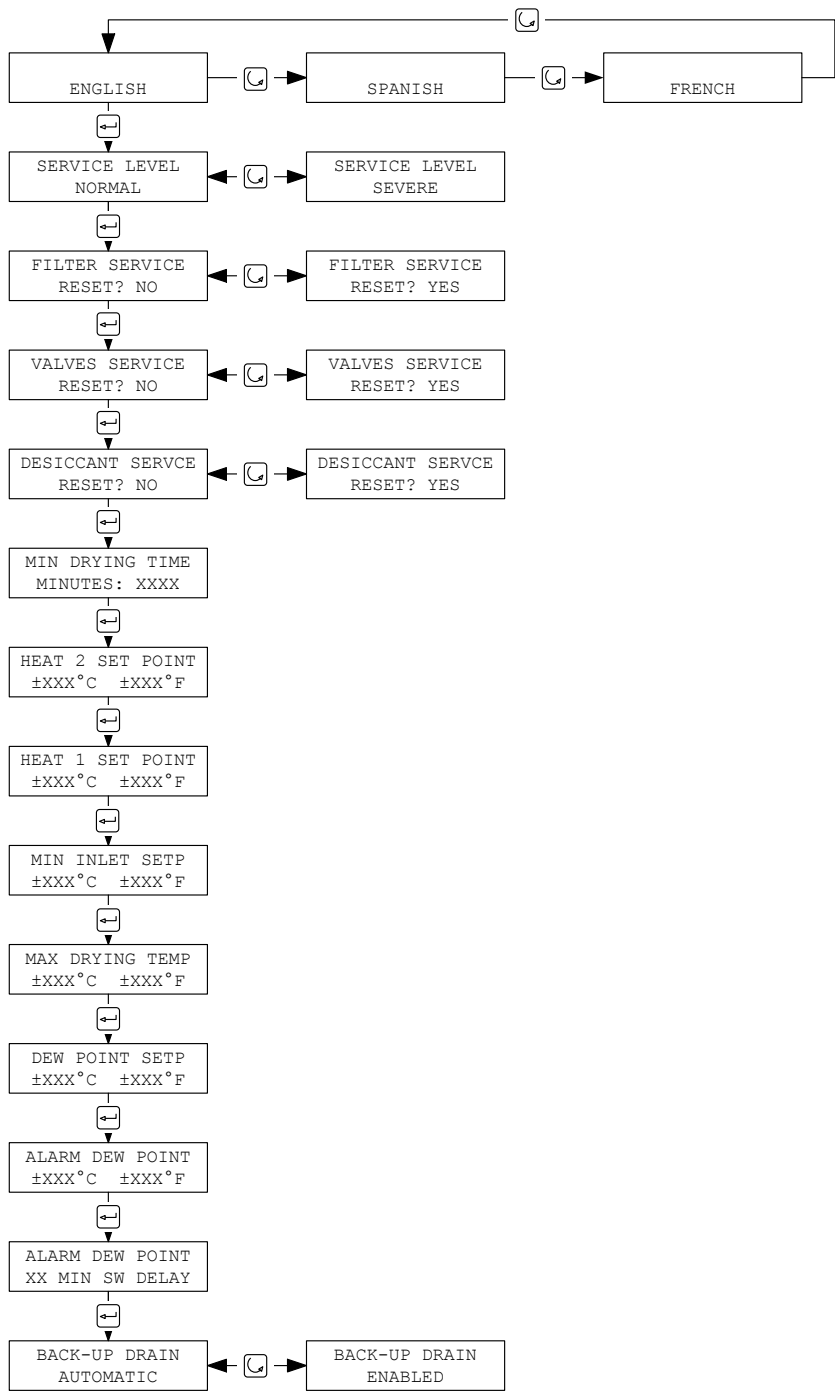 ENGLISH
SPANISH
FRENCH
SERVICE LEVEL
NORMAL
SERVICE LEVEL
SEVERE
FILTER SERVICE
RESET? NO
FILTER SERVICE
RESET? YES
VALVES SERVICE
RESET? NO
VALVES SERVICE
RESET? YES
DESICCANT SERVCE
RESET? NO
DESICCANT SERVCE
RESET? YES
MIN DRYING TIME
MINUTES: XXXX
HEAT 2 SET POINT
±XXX°C ±XXX°F
HEAT 1 SET POINT
±XXX°C ±XXX°F
MIN INLET SETP
±XXX°C ±XXX°F
MAX DRYING TEMP
±XXX°C ±XXX°F
DEW POINT SETP
±XXX°C ±XXX°F
ALARM DEW POINT
±XXX°C ±XXX°F
ALARM DEW POINT
XX MIN SW DELAY
BACK-UP DRAIN
AUTOMATIC
BACK-UP DRAIN
ENABLED